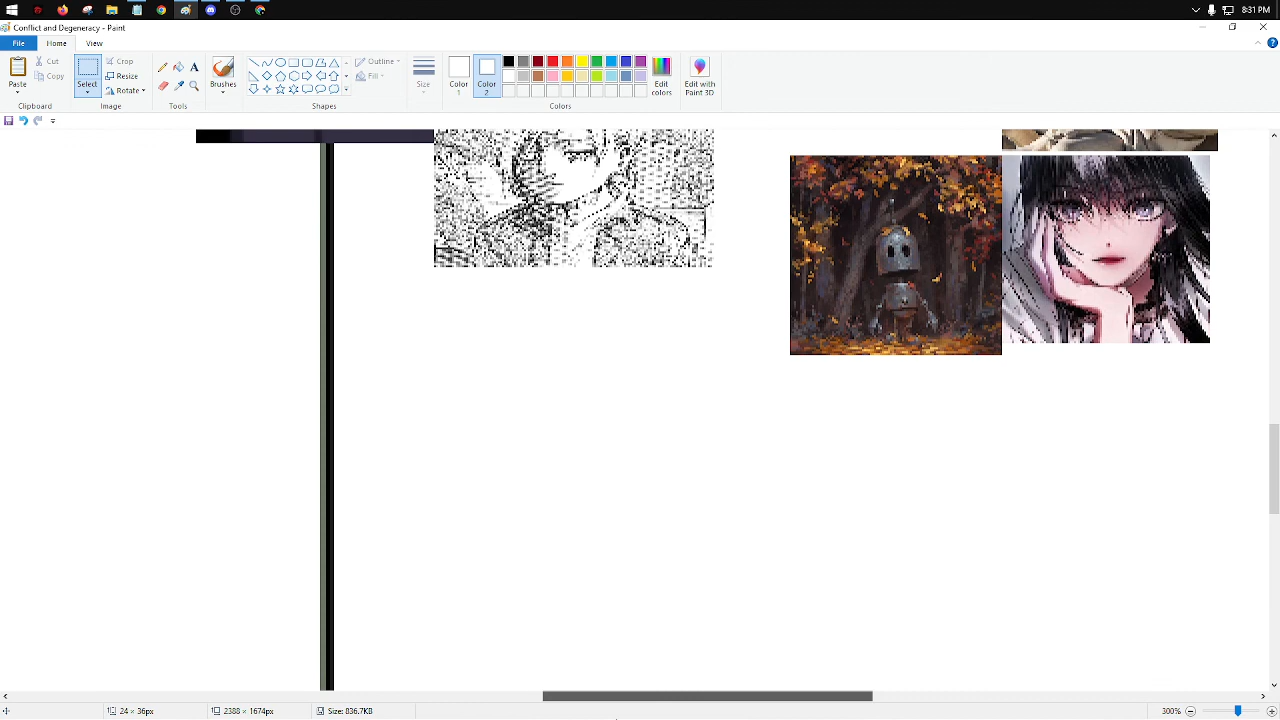 8:31 PM
Conflict and Degeneracy - Paint
File Home View
Paste
Cut
Copy
Clipboard
Select
Crop
Resize
Rotate
Image
A
Tools
Brushes
Shapes
Outline
Fill
Size
Color 1
Color 2
Edit colors
Colors
Edit with Paint 3D
24 × 36px
2388 × 1674px
Size: 836.7KB
300%